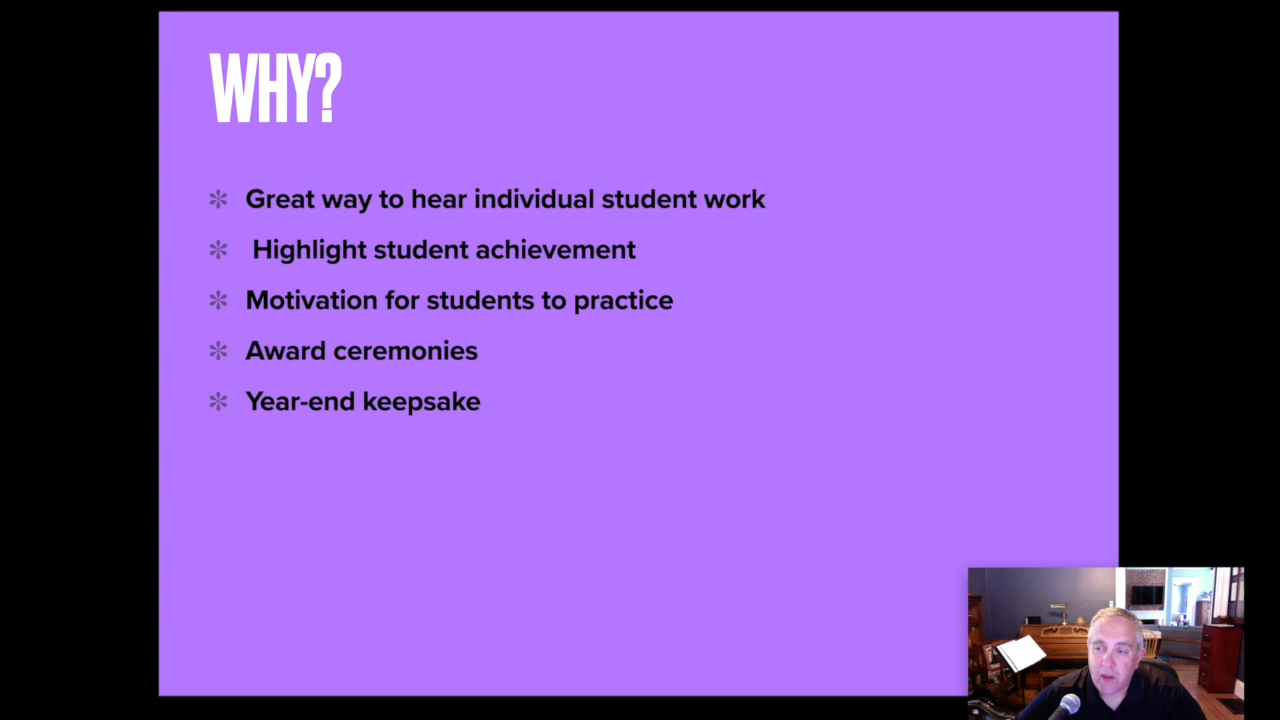 WHY?
Great way to hear individual student work
Highlight student achievement
Motivation for students to practice
Award ceremonies
Year-end keepsake